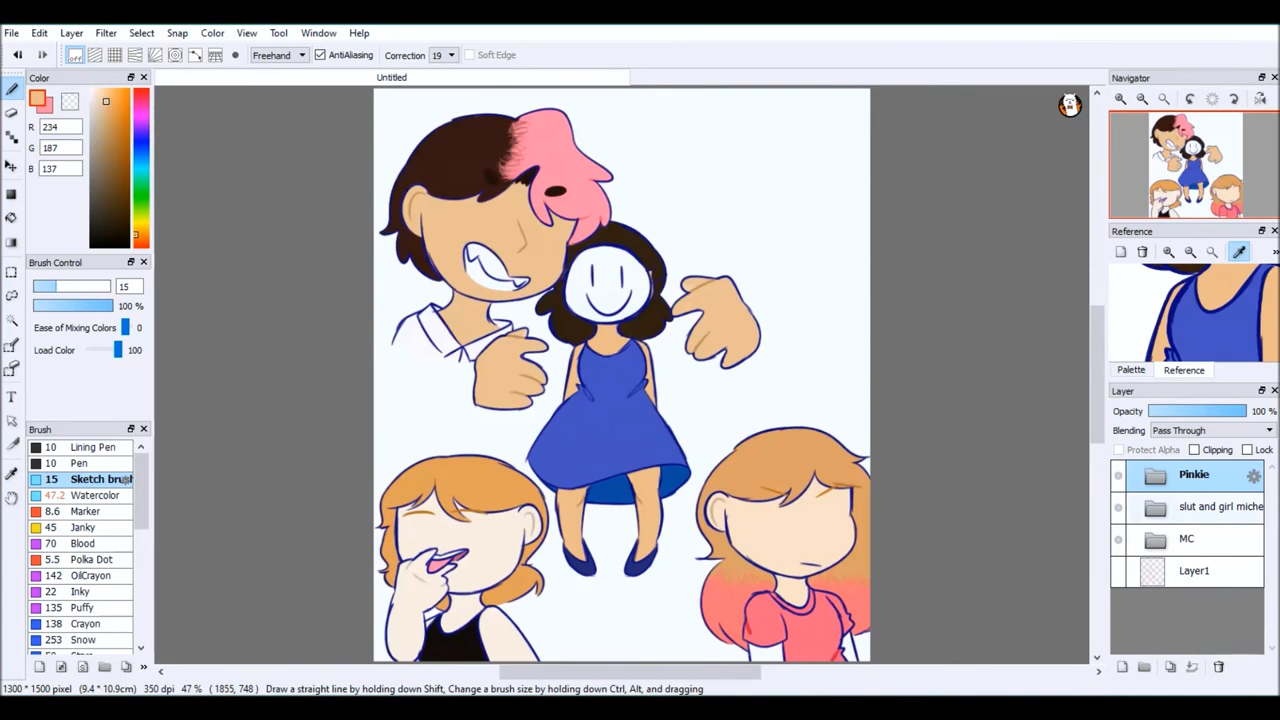 File Edit Layer Filter Select Snap Color View Tool Window Help
off Freehand AntiAliasing Correction 19 Soft Edge
Color Untitled Navigator
R 234
G 187
B 137
Reference
Brush Control
15
100 %
Ease of Mixing Colors 0
Load Color 100
Palette Reference
Layer
Opacity 100 %
Blending Pass Through
Protect Alpha Clipping Lock
Brush
10 Lining Pen
10 Pen
15 Sketch brush
47.2 Watercolor
8.6 Marker
45 Janky
70 Blood
5.5 Polka Dot
142 OilCrayon
22 Inky
135 Puffy
138 Crayon
253 Snow
Pinkie
slut and girl miche
MC
Layer1
1300 * 1500 pixel (9.4 * 10.9cm) 350 dpi 47 % ( 1855, 748 ) Draw a straight line by holding down Shift, Change a brush size by holding down Ctrl, Alt, and dragging